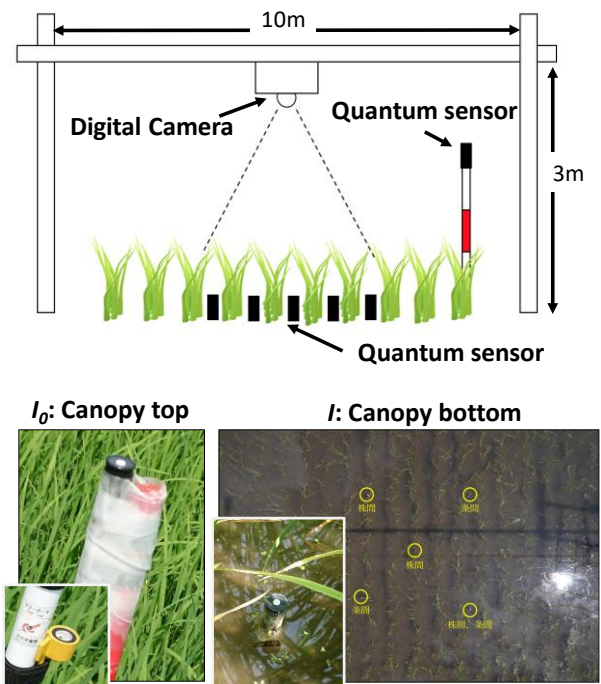 10m
Digital Camera
Quantum sensor
3m
Quantum sensor
I₀: Canopy top
I: Canopy bottom
株間
条間
株間
条間
株間、条間